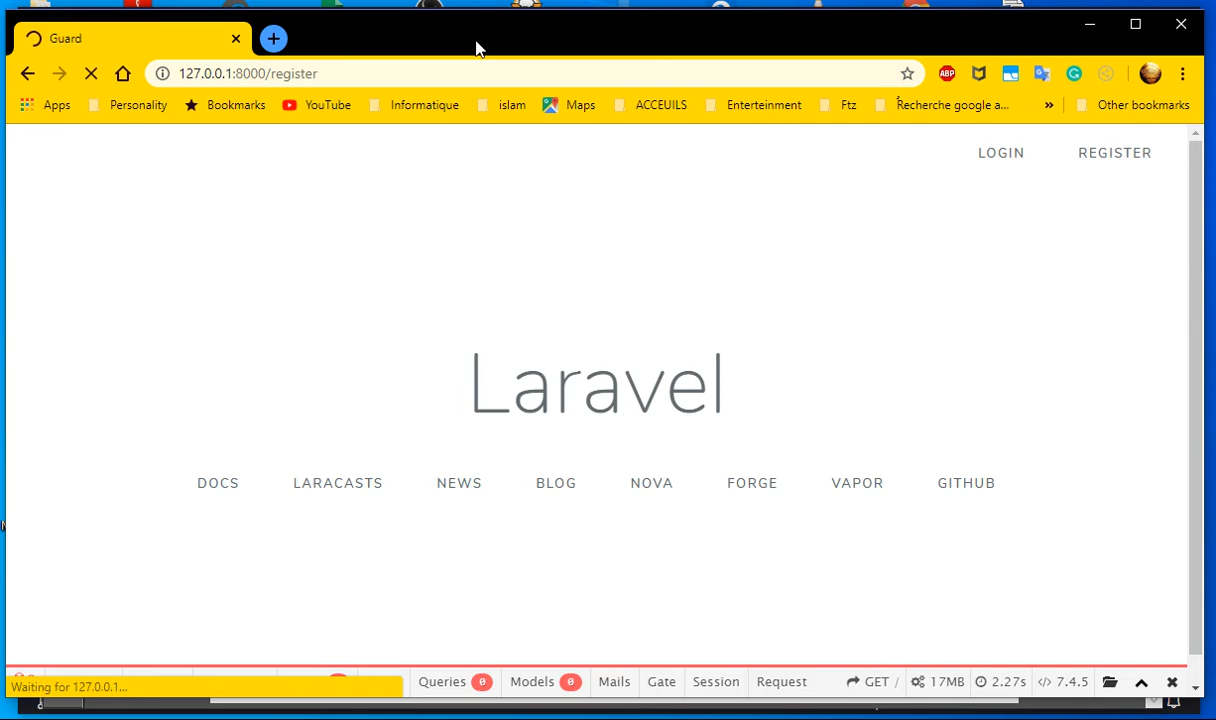 Guard
127.0.0.1:8000/register
ABP
Apps Personality Bookmarks YouTube Informatique islam Maps ACCEUILS Enterteinment Ftz Recherche google a... » Other bookmarks
LOGIN REGISTER
Laravel
DOCS LARACASTS NEWS BLOG NOVA FORGE VAPOR GITHUB
Waiting for 127.0.0.1... Queries 0 Models 0 Mails Gate Session Request GET / 17MB 2.27s 7.4.5